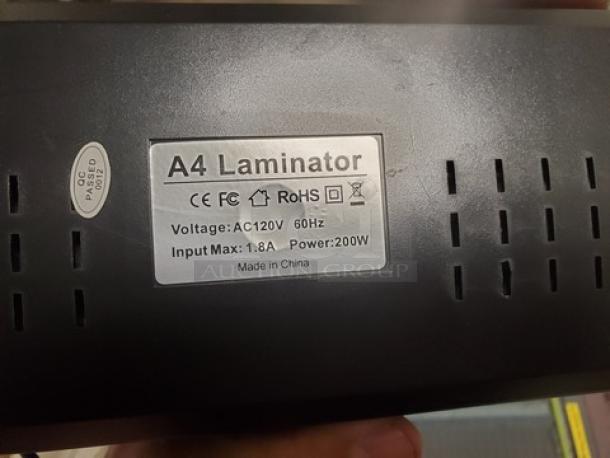 QC
PASSED
0012
A4 Laminator
CE FC RoHS
Voltage: AC120V 60Hz
Input Max: 1.8A Power: 200W
Made in China
AUCTION GROUP